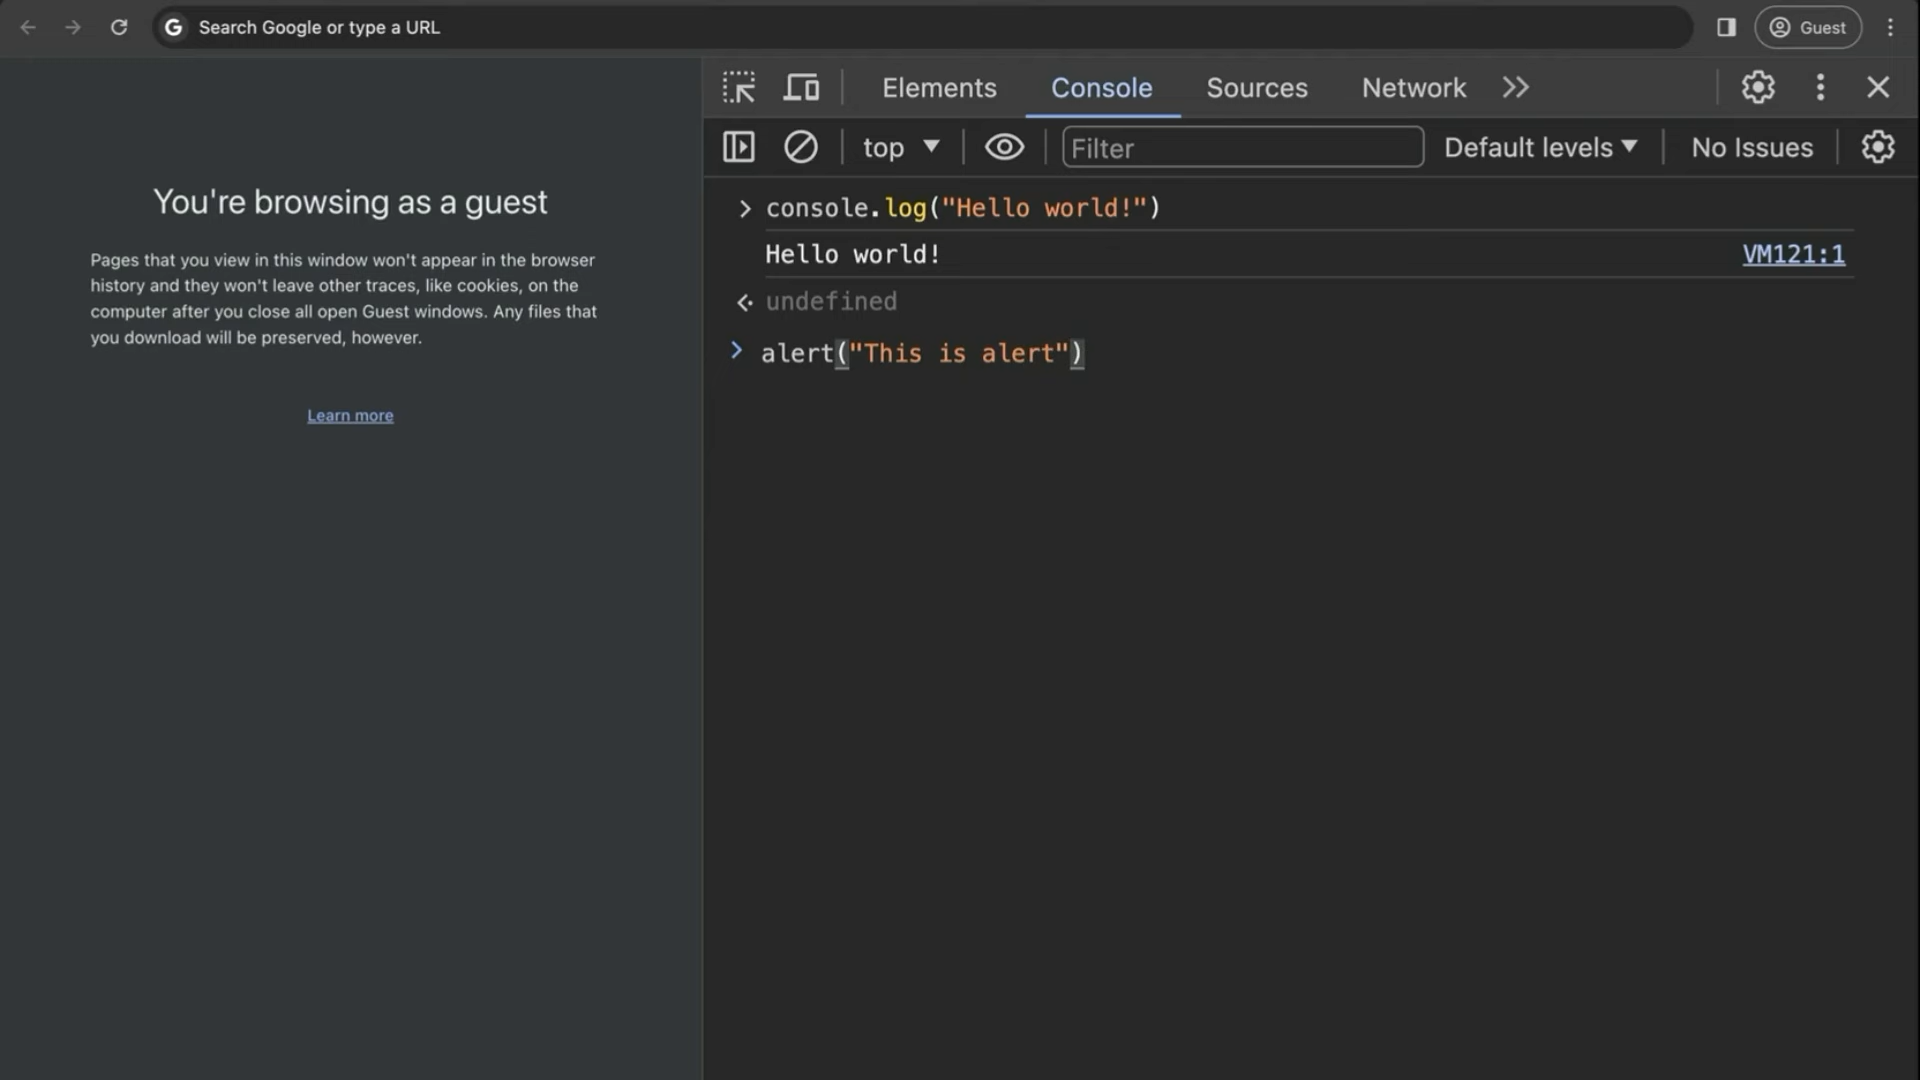 Search Google or type a URL
Guest
Elements Console Sources Network
top Filter Default levels No Issues
You're browsing as a guest
Pages that you view in this window won't appear in the browser
history and they won't leave other traces, like cookies, on the
computer after you close all open Guest windows. Any files that
you download will be preserved, however.
Learn more
console.log("Hello world!")
Hello world! VM121:1
undefined
alert("This is alert")